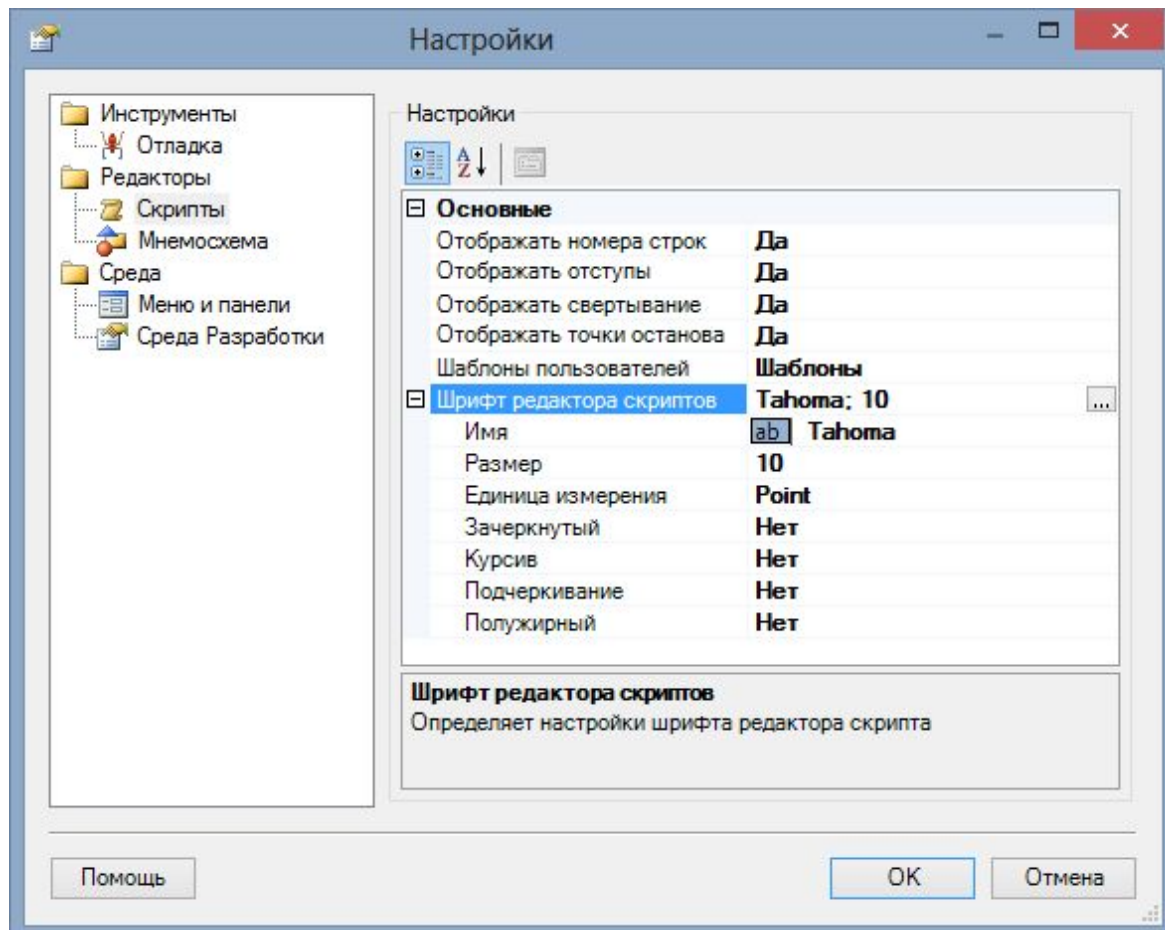 Настройки
Инструменты
Отладка
Редакторы
Скрипты
Мнемосхема
Среда
Меню и панели
Среда Разработки
Настройки
A
Z
Основные
Отображать номера строк Да
Отображать отступы Да
Отображать свертывание Да
Отображать точки останова Да
Шаблоны пользователей Шаблоны
Шрифт редактора скриптов Tahoma; 10 ...
Имя ab Tahoma
Размер 10
Единица измерения Point
Зачеркнутый Нет
Курсив Нет
Подчеркивание Нет
Полужирный Нет
Шрифт редактора скриптов
Определяет настройки шрифта редактора скрипта
Помощь OK Отмена